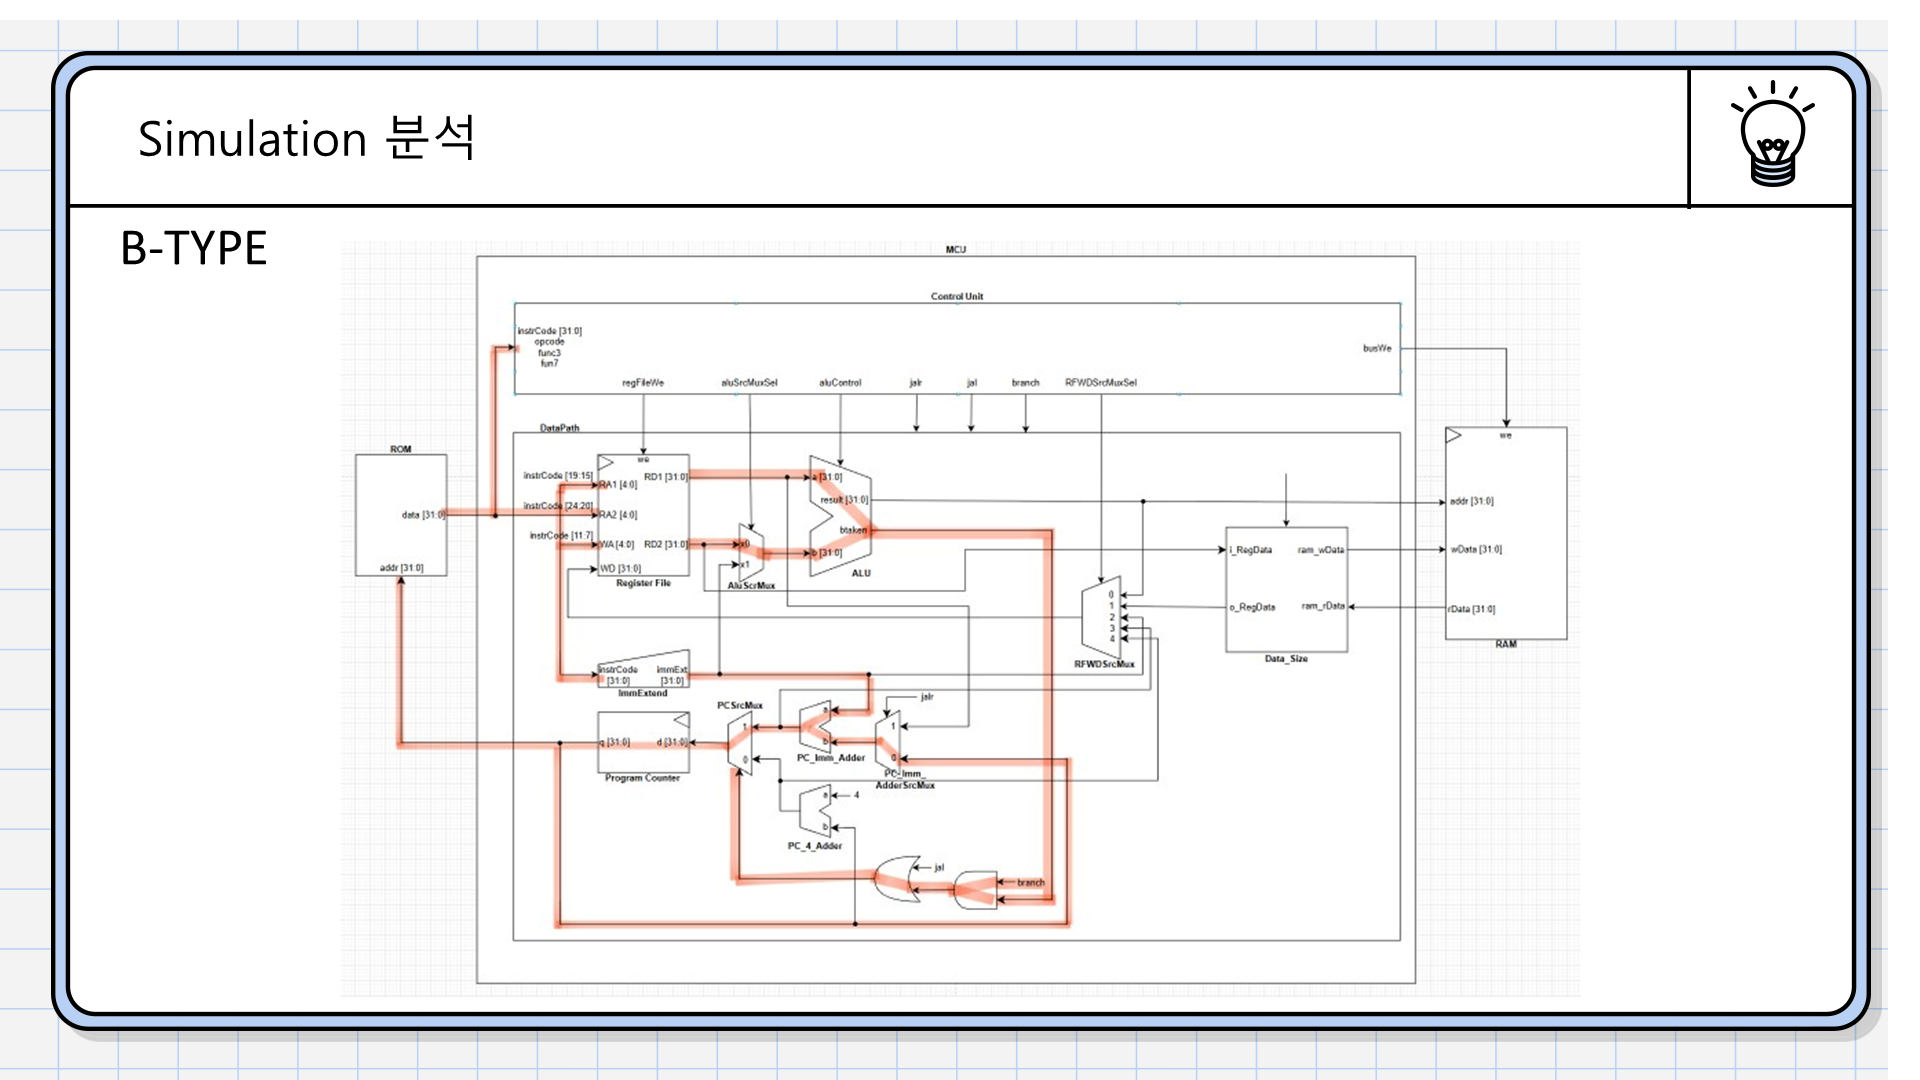 Simulation 분석
B-TYPE
MCU
Control Unit
instrCode [31:0]
opcode
func3
fun7
busWe
regFileWe
aluSrcMuxSel
aluControl
jalr
jal
branch
RFWDSrcMuxSel
DataPath
ROM
data [31:0]
addr [31:0]
instrCode [19:15]
instrCode [24:20]
instrCode [11:7]
we
RA1 [4:0]
RD1 [31:0]
RA2 [4:0]
WA [4:0]
RD2 [31:0]
WD [31:0]
Register File
x0
x1
AluScrMux
a [31:0]
result [31:0]
btaken
b [31:0]
ALU
we
addr [31:0]
wData [31:0]
rData [31:0]
RAM
i_RegData
ram_wData
o_RegData
ram_rData
Data_Size
0
1
2
3
4
RFWDSrcMux
instrCode
[31:0]
immExt
[31:0]
ImmExtend
PCSrcMux
1
0
q [31:0]
d [31:0]
Program Counter
a
b
PC_Imm_Adder
jalr
1
0
PC_Imm_
AdderSrcMux
a
4
b
PC_4_Adder
jal
branch